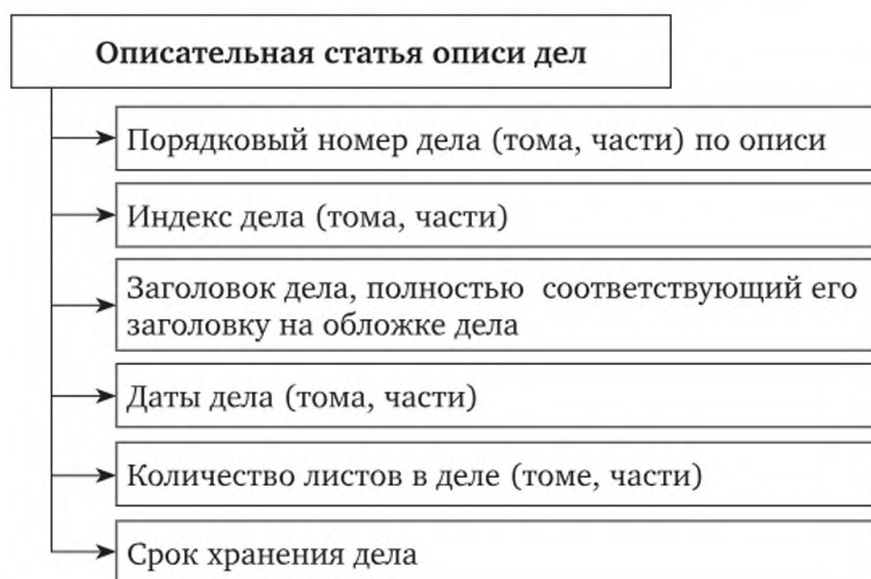 Описательная статья описи дел
Порядковый номер дела (тома, части) по описи
Индекс дела (тома, части)
Заголовок дела, полностью соответствующий его
заголовку на обложке дела
Даты дела (тома, части)
Количество листов в деле (томе, части)
Срок хранения дела